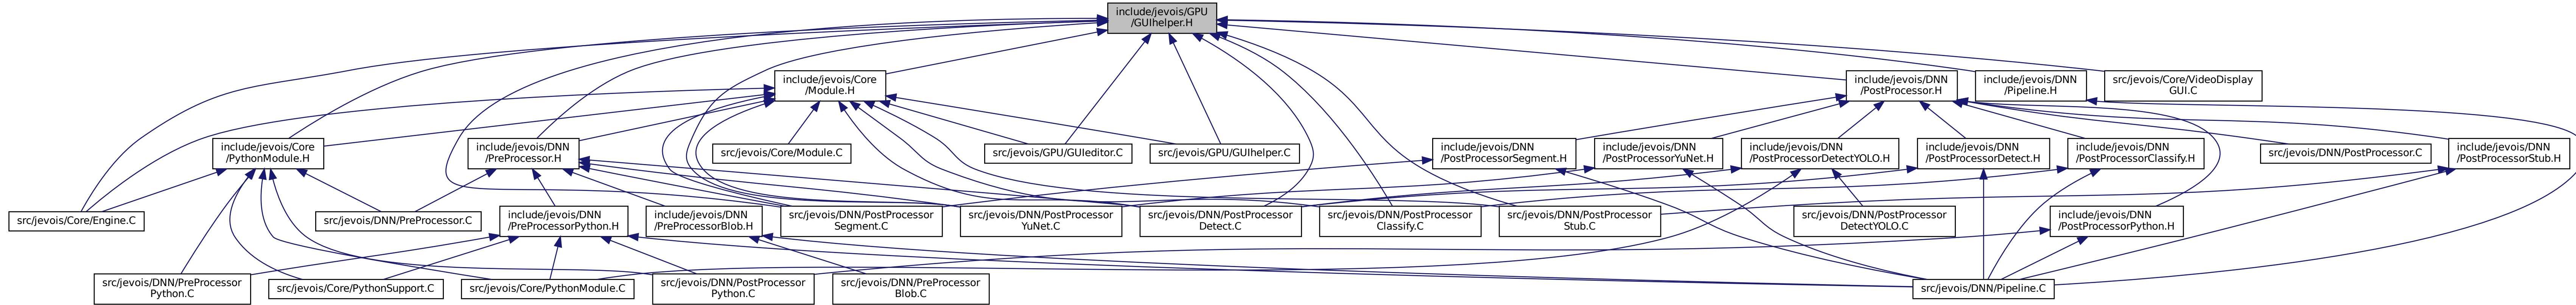 include/jevois/GPU
/GUIhelper.H
include/jevois/Core
/Module.H
include/jevois/DNN
/PostProcessor.H
include/jevois/DNN
/Pipeline.H
src/jevois/Core/VideoDisplay
GUI.C
include/jevois/Core
/PythonModule.H
include/jevois/DNN
/PreProcessor.H
src/jevois/Core/Module.C
src/jevois/GPU/GUIeditor.C
src/jevois/GPU/GUIhelper.C
include/jevois/DNN
/PostProcessorSegment.H
include/jevois/DNN
/PostProcessorYuNet.H
include/jevois/DNN
/PostProcessorDetectYOLO.H
include/jevois/DNN
/PostProcessorDetect.H
include/jevois/DNN
/PostProcessorClassify.H
src/jevois/DNN/PostProcessor.C
include/jevois/DNN
/PostProcessorStub.H
src/jevois/Core/Engine.C
src/jevois/DNN/PreProcessor.C
include/jevois/DNN
/PreProcessorPython.H
include/jevois/DNN
/PreProcessorBlob.H
src/jevois/DNN/PostProcessor
Segment.C
src/jevois/DNN/PostProcessor
YuNet.C
src/jevois/DNN/PostProcessor
Detect.C
src/jevois/DNN/PostProcessor
Classify.C
src/jevois/DNN/PostProcessor
Stub.C
src/jevois/DNN/PostProcessor
DetectYOLO.C
include/jevois/DNN
/PostProcessorPython.H
src/jevois/DNN/PreProcessor
Python.C
src/jevois/Core/PythonSupport.C
src/jevois/Core/PythonModule.C
src/jevois/DNN/PostProcessor
Python.C
src/jevois/DNN/PreProcessor
Blob.C
src/jevois/DNN/Pipeline.C